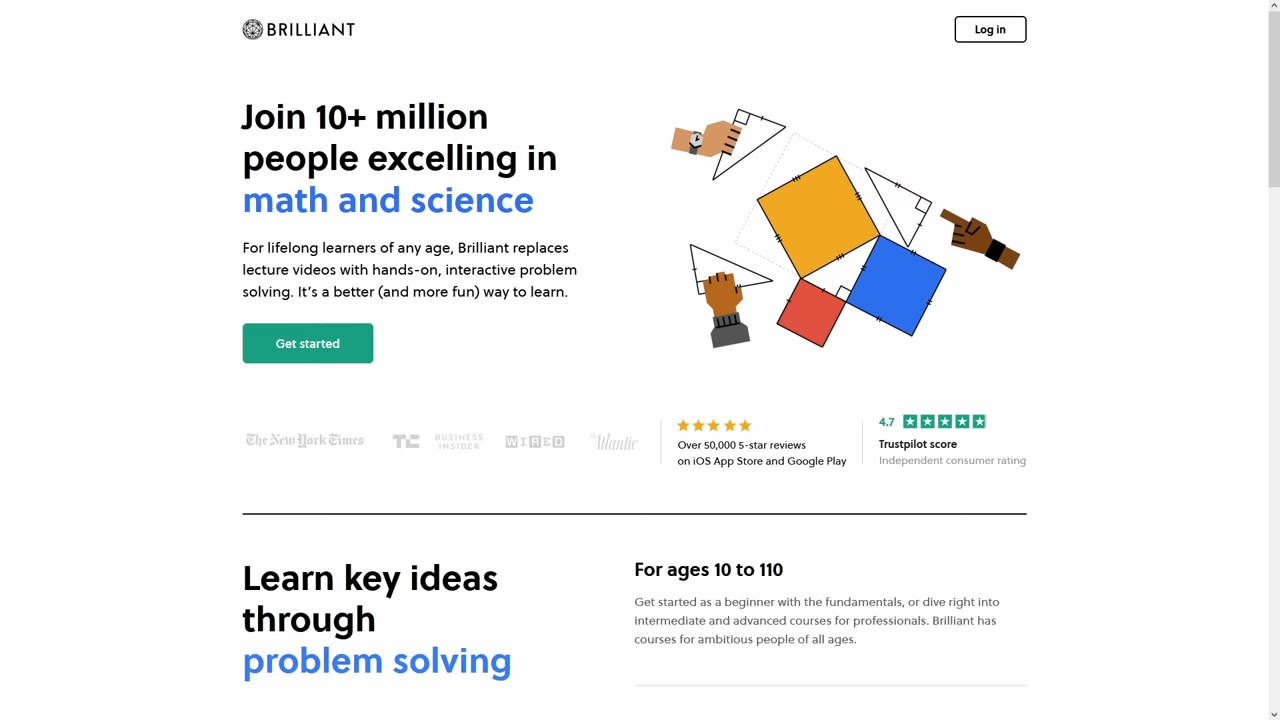 BRILLIANT
Log in
Join 10+ million
people excelling in
math and science
For lifelong learners of any age, Brilliant replaces
lecture videos with hands-on, interactive problem
solving. It's a better (and more fun) way to learn.
Get started
The New York Times
TC
BUSINESS
INSIDER
WIRED
The Atlantic
Over 50,000 5-star reviews
on iOS App Store and Google Play
4.7
Trustpilot score
Independent consumer rating
Learn key ideas
through
problem solving
For ages 10 to 110
Get started as a beginner with the fundamentals, or dive right into
intermediate and advanced courses for professionals. Brilliant has
courses for ambitious people of all ages.